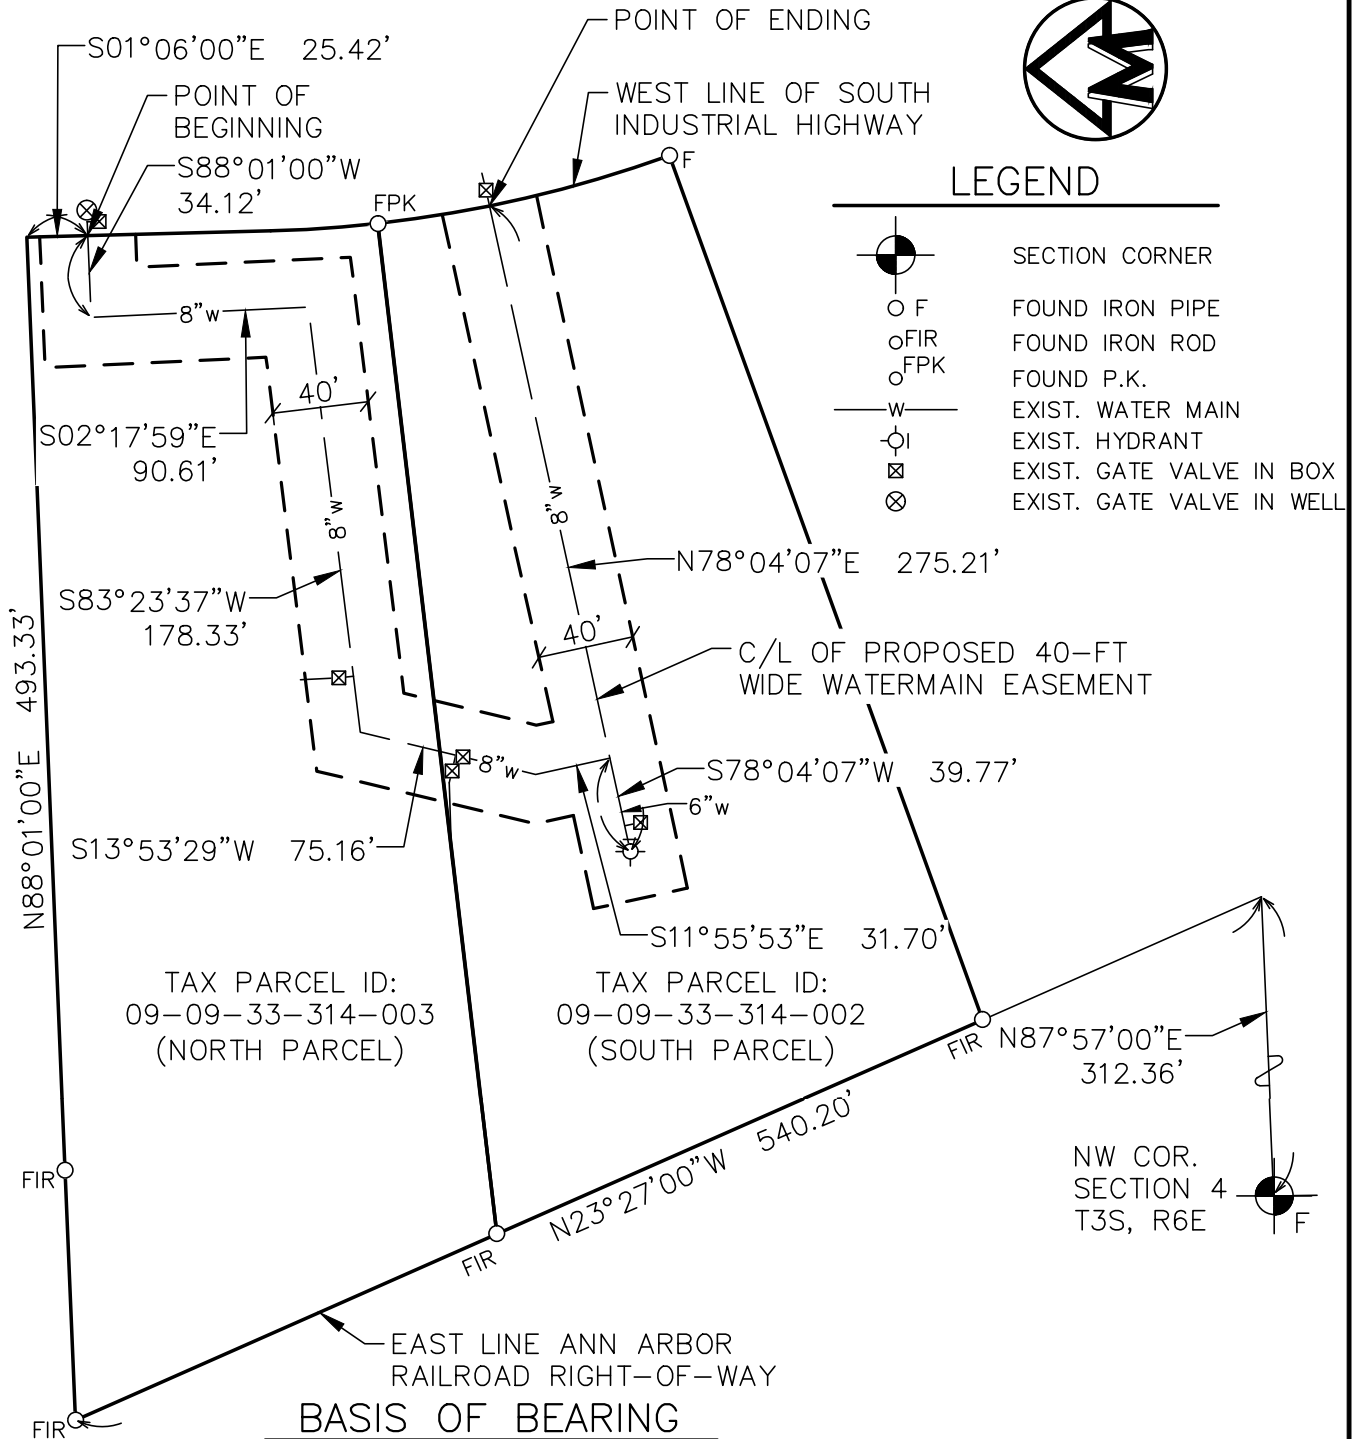 S01°06'00"E 25.42'
POINT OF
BEGINNING
S88°01'00"W
34.12'
POINT OF ENDING
WEST LINE OF SOUTH
INDUSTRIAL HIGHWAY
F
FPK
LEGEND
SECTION CORNER
F FOUND IRON PIPE
FIR FOUND IRON ROD
FPK FOUND P.K.
W EXIST. WATER MAIN
EXIST. HYDRANT
EXIST. GATE VALVE IN BOX
EXIST. GATE VALVE IN WELL
8"w
40'
S02°17'59"E
90.61'
8"w
8"w
N78°04'07"E 275.21'
S83°23'37"W
178.33'
40'
C/L OF PROPOSED 40-FT
WIDE WATERMAIN EASEMENT
N88°01'00"E 493.33'
8"w
S78°04'07"W 39.77'
6"w
S13°53'29"W 75.16'
S11°55'53"E 31.70'
TAX PARCEL ID:
09-09-33-314-003
(NORTH PARCEL)
TAX PARCEL ID:
09-09-33-314-002
(SOUTH PARCEL)
FIR
N87°57'00"E
312.36'
N23°27'00"W 540.20'
NW COR.
SECTION 4
T3S, R6E
F
FIR
FIR
EAST LINE ANN ARBOR
RAILROAD RIGHT-OF-WAY
FIR
BASIS OF BEARING